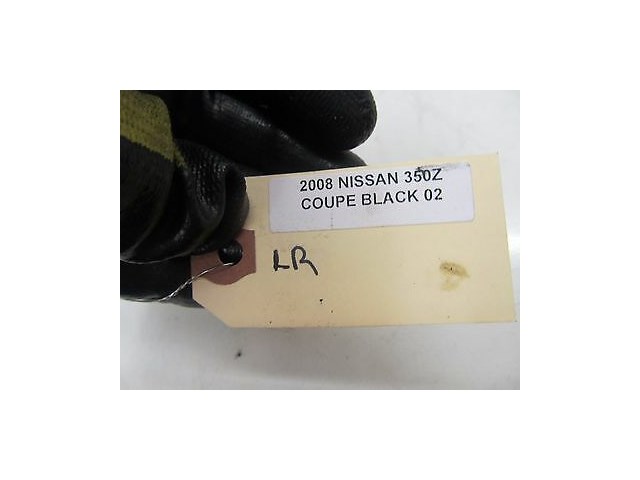 2008 NISSAN 350Z
COUPE BLACK 02
LR